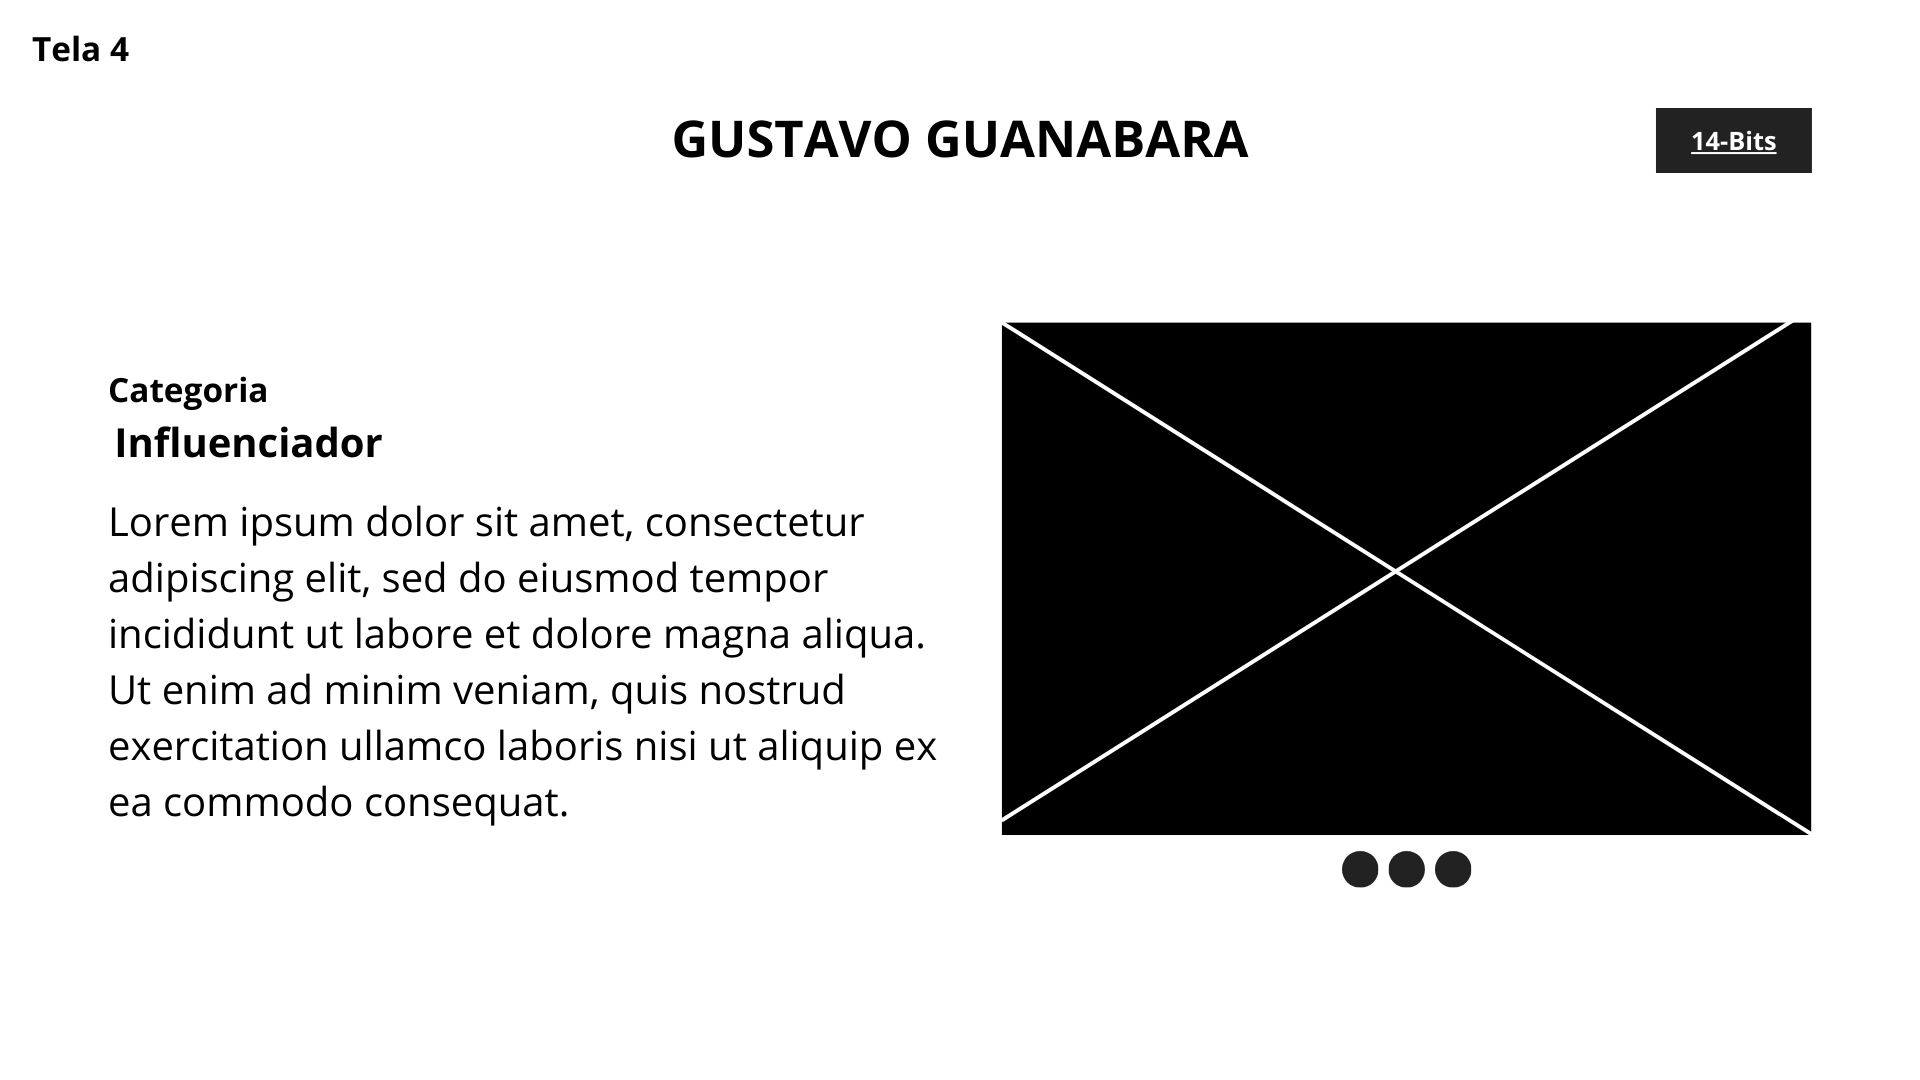 Tela 4
GUSTAVO GUANABARA
14-Bits
Categoria
Influenciador
Lorem ipsum dolor sit amet, consectetur
adipiscing elit, sed do eiusmod tempor
incididunt ut labore et dolore magna aliqua.
Ut enim ad minim veniam, quis nostrud
exercitation ullamco laboris nisi ut aliquip ex
ea commodo consequat.